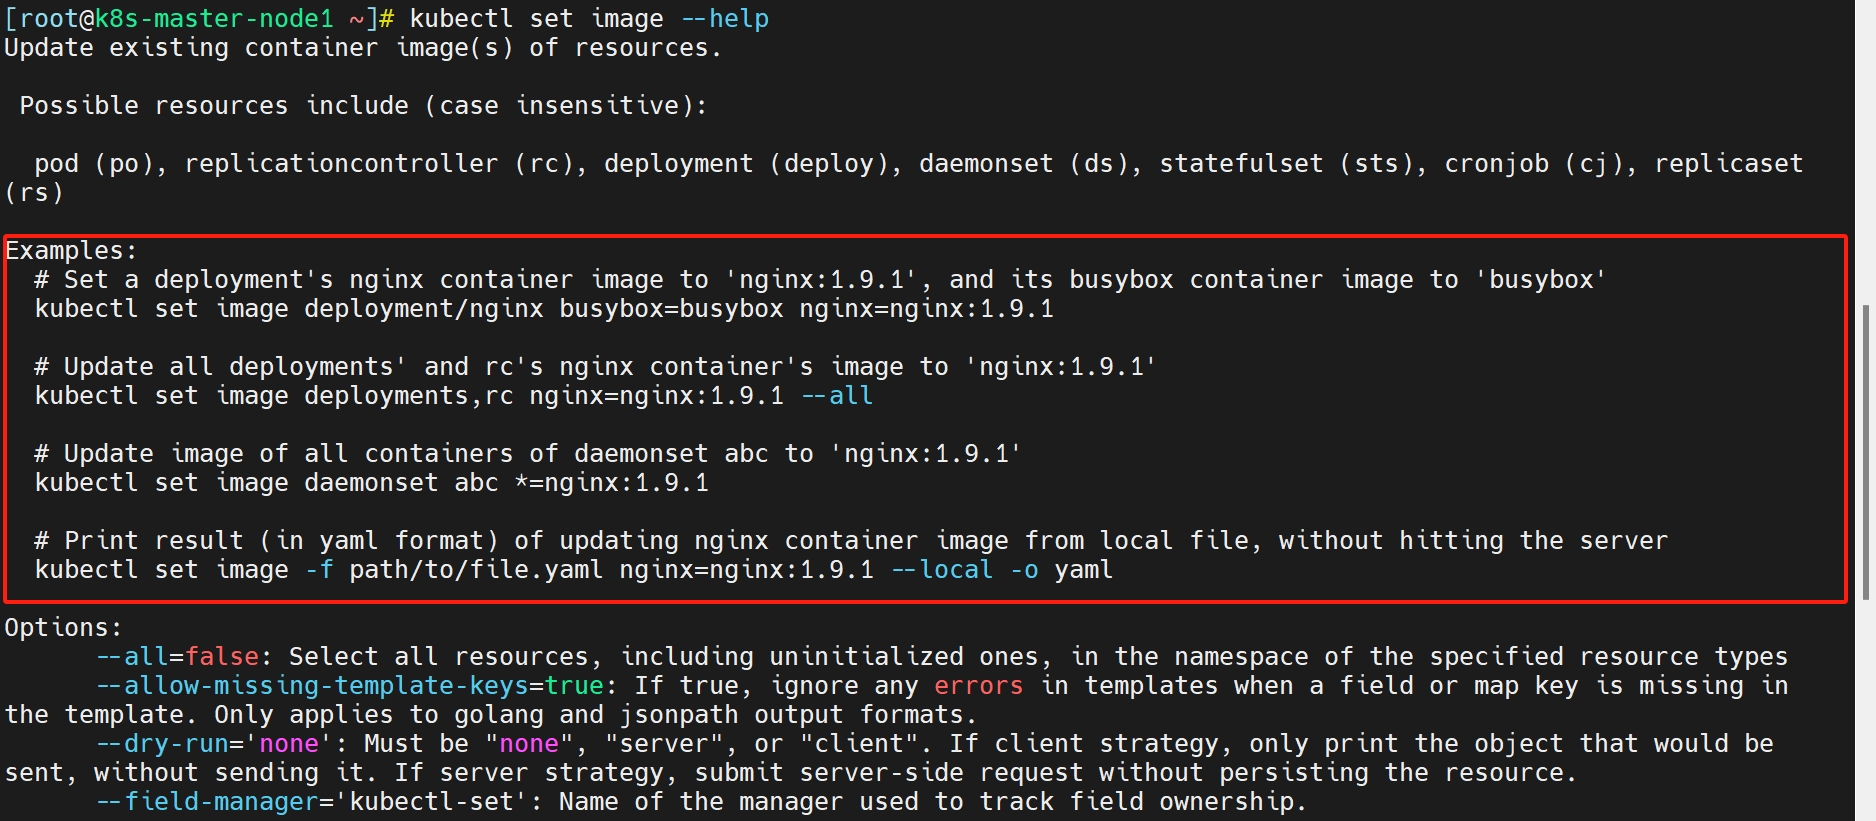 [root@k8s-master-node1 ~]# kubectl set image --help
Update existing container image(s) of resources.
Possible resources include (case insensitive):
pod (po), replicationcontroller (rc), deployment (deploy), daemonset (ds), statefulset (sts), cronjob (cj), replicaset
(rs)
Examples:
# Set a deployment's nginx container image to 'nginx:1.9.1', and its busybox container image to 'busybox'
kubectl set image deployment/nginx busybox=busybox nginx=nginx:1.9.1
# Update all deployments' and rc's nginx container's image to 'nginx:1.9.1'
kubectl set image deployments,rc nginx=nginx:1.9.1 --all
# Update image of all containers of daemonset abc to 'nginx:1.9.1'
kubectl set image daemonset abc *=nginx:1.9.1
# Print result (in yaml format) of updating nginx container image from local file, without hitting the server
kubectl set image -f path/to/file.yaml nginx=nginx:1.9.1 --local -o yaml
Options:
--all=false: Select all resources, including uninitialized ones, in the namespace of the specified resource types
--allow-missing-template-keys=true: If true, ignore any errors in templates when a field or map key is missing in
the template. Only applies to golang and jsonpath output formats.
--dry-run='none': Must be "none", "server", or "client". If client strategy, only print the object that would be
sent, without sending it. If server strategy, submit server-side request without persisting the resource.
--field-manager='kubectl-set': Name of the manager used to track field ownership.